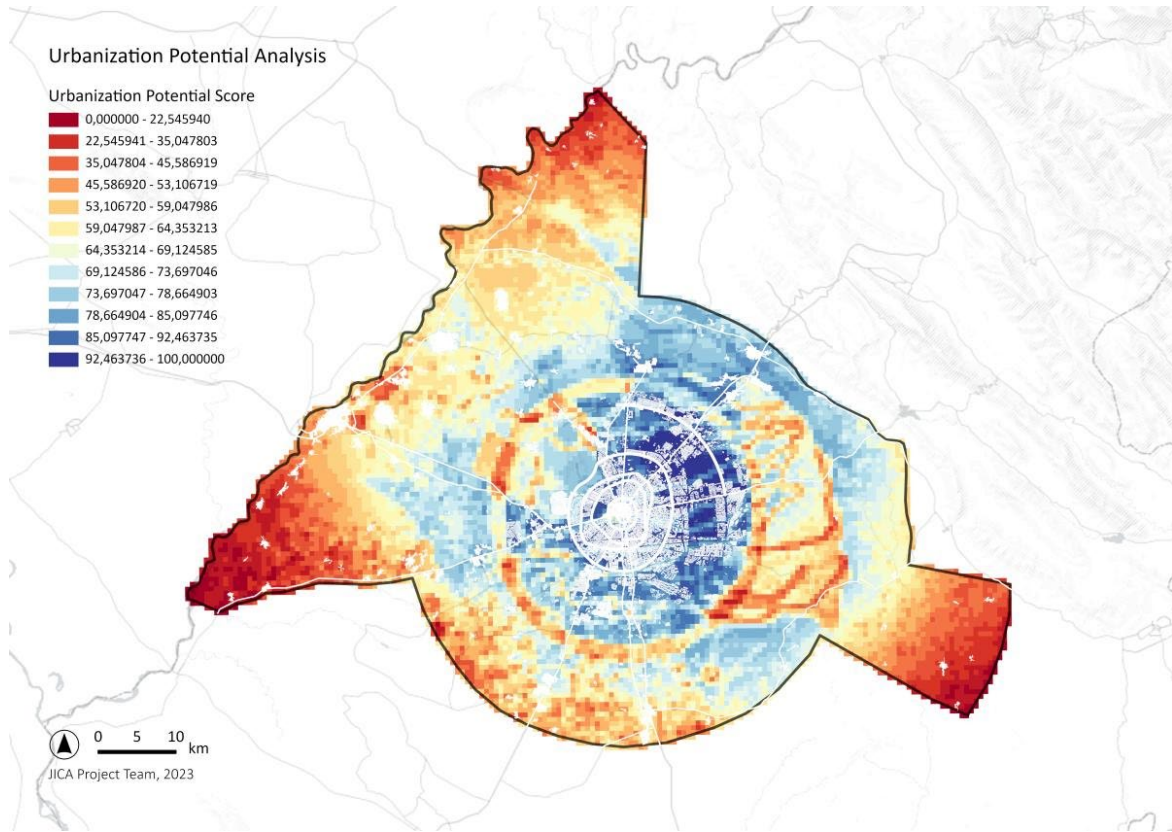 Urbanization Potential Analysis
Urbanization Potential Score
0,000000 - 22,545940
22,545941 - 35,047803
35,047804 - 45,586919
45,586920 - 53,106719
53,106720 - 59,047986
59,047987 - 64,353213
64,353214 - 69,124585
69,124586 - 73,697046
73,697047 - 78,664903
78,664904 - 85,097746
85,097747 - 92,463735
92,463736 - 100,000000
0 5 10
km
JICA Project Team, 2023